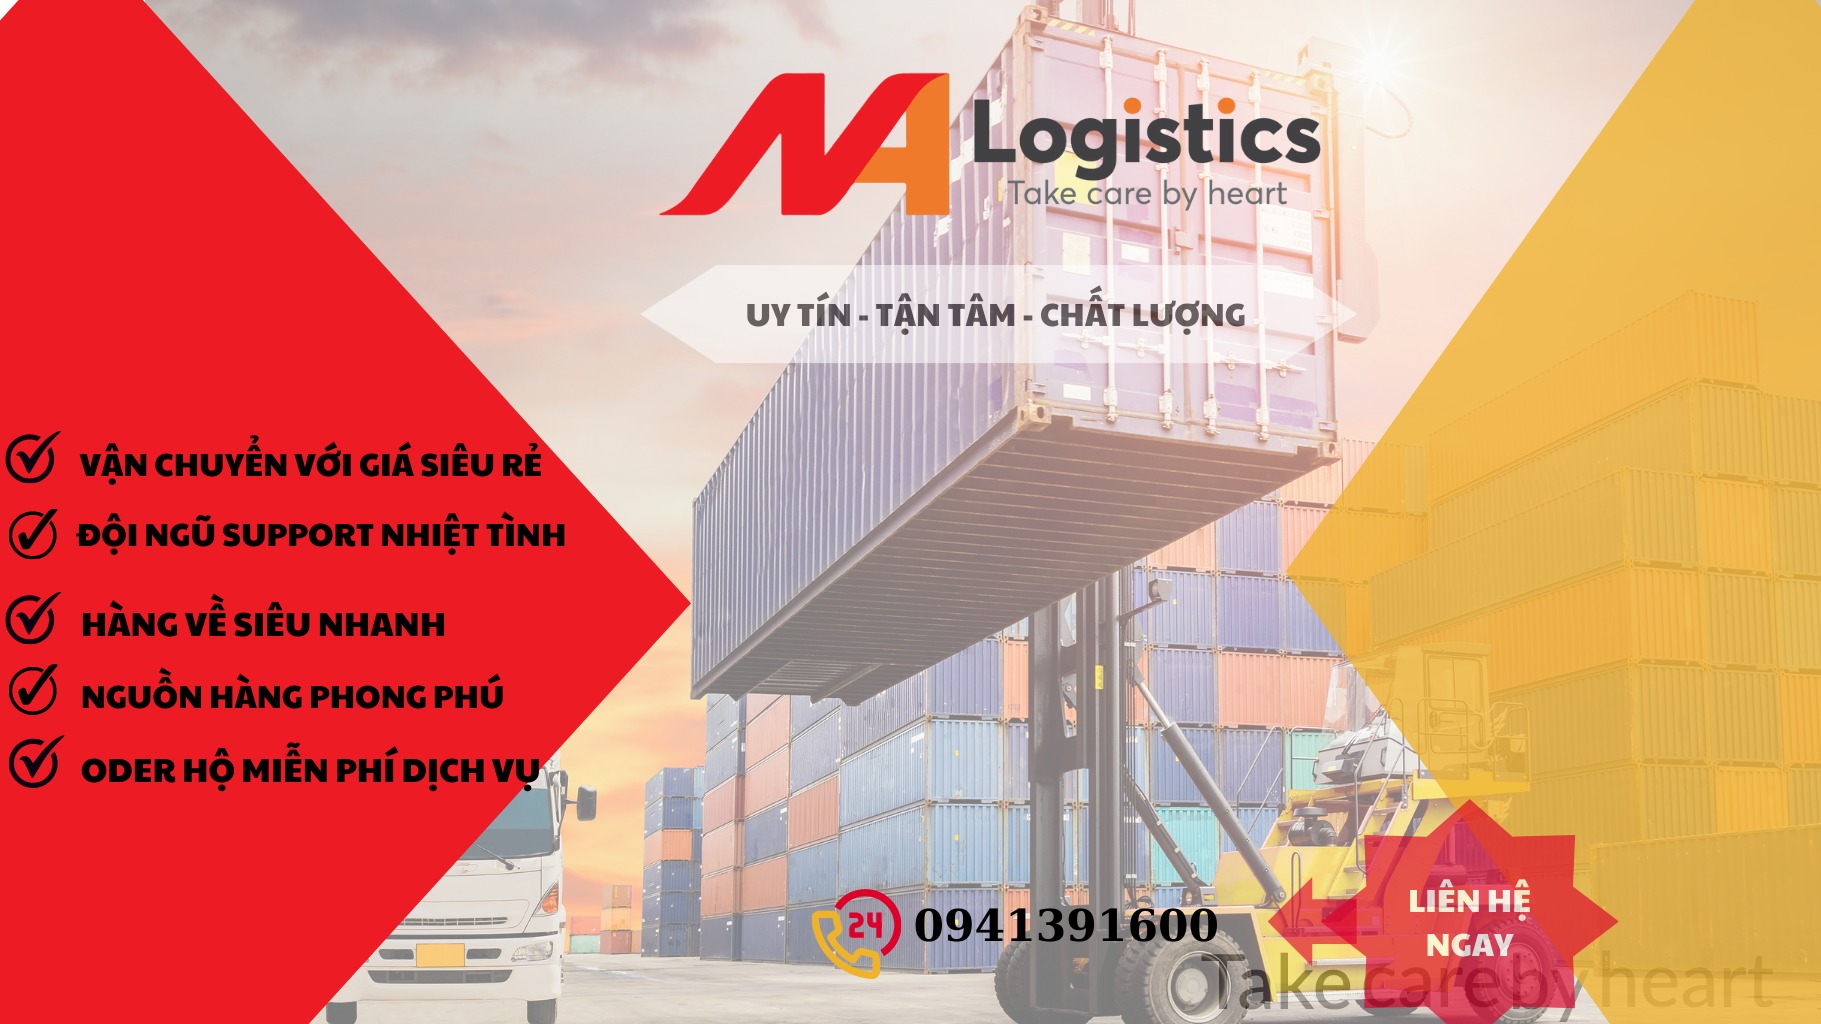 NA Logistics
Take care by heart
UY TÍN - TẬN TÂM - CHẤT LƯỢNG
VẬN CHUYỂN VỚI GIÁ SIÊU RẺ
ĐỘI NGŨ SUPPORT NHIỆT TÌNH
HÀNG VỀ SIÊU NHANH
NGUỒN HÀNG PHONG PHÚ
ODER HỘ MIỄN PHÍ DỊCH VỤ
24
0941391600
LIÊN HỆ
NGAY
Take care by heart